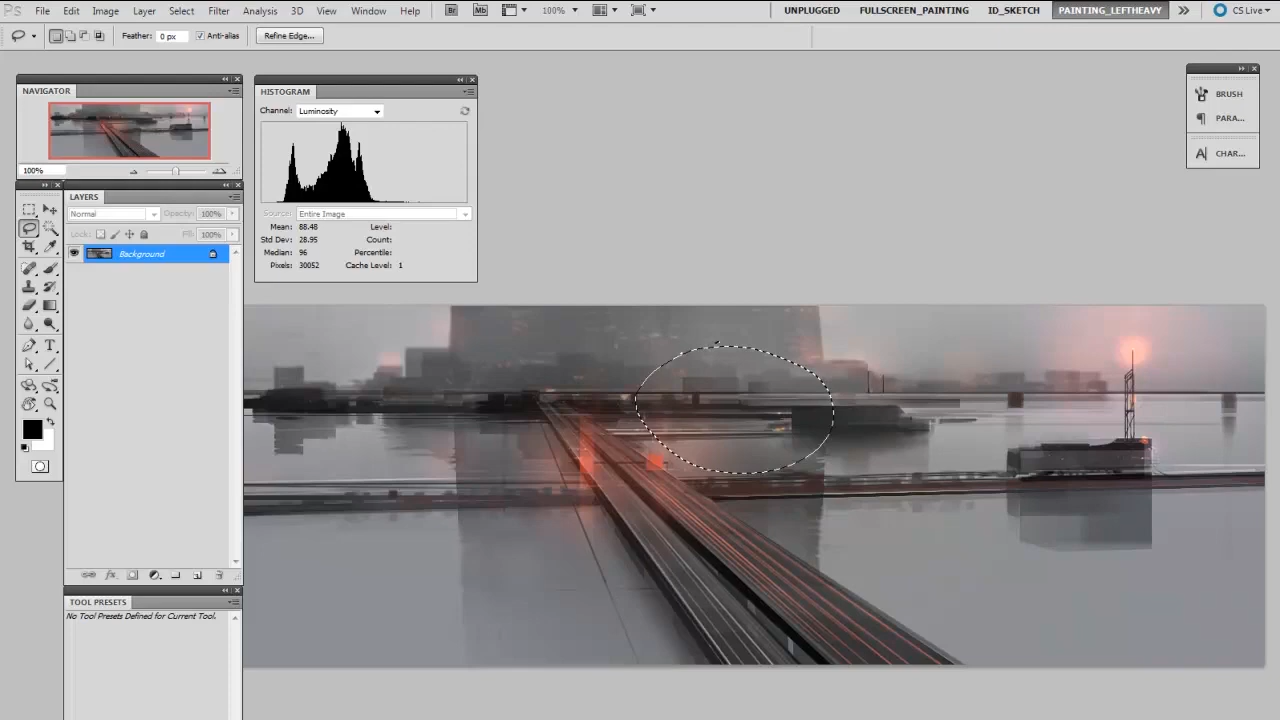 Ps File Edit Image Layer Select Filter Analysis 3D View Window Help Br Mb 100% UNPLUGGED FULLSCREEN_PAINTING ID_SKETCH PAINTING_LEFTHEAVY CS Live
Feather: 0 px Anti-alias Refine Edge...
NAVIGATOR
100%
HISTOGRAM
Channel: Luminosity
Source: Entire Image
Mean: 88.48 Level:
Std Dev: 28.95 Count:
Median: 96 Percentile:
Pixels: 30052 Cache Level: 1
BRUSH
PARA...
CHAR...
LAYERS
Normal Opacity: 100%
Lock: Fill: 100%
Background
TOOL PRESETS
No Tool Presets Defined for Current Tool.